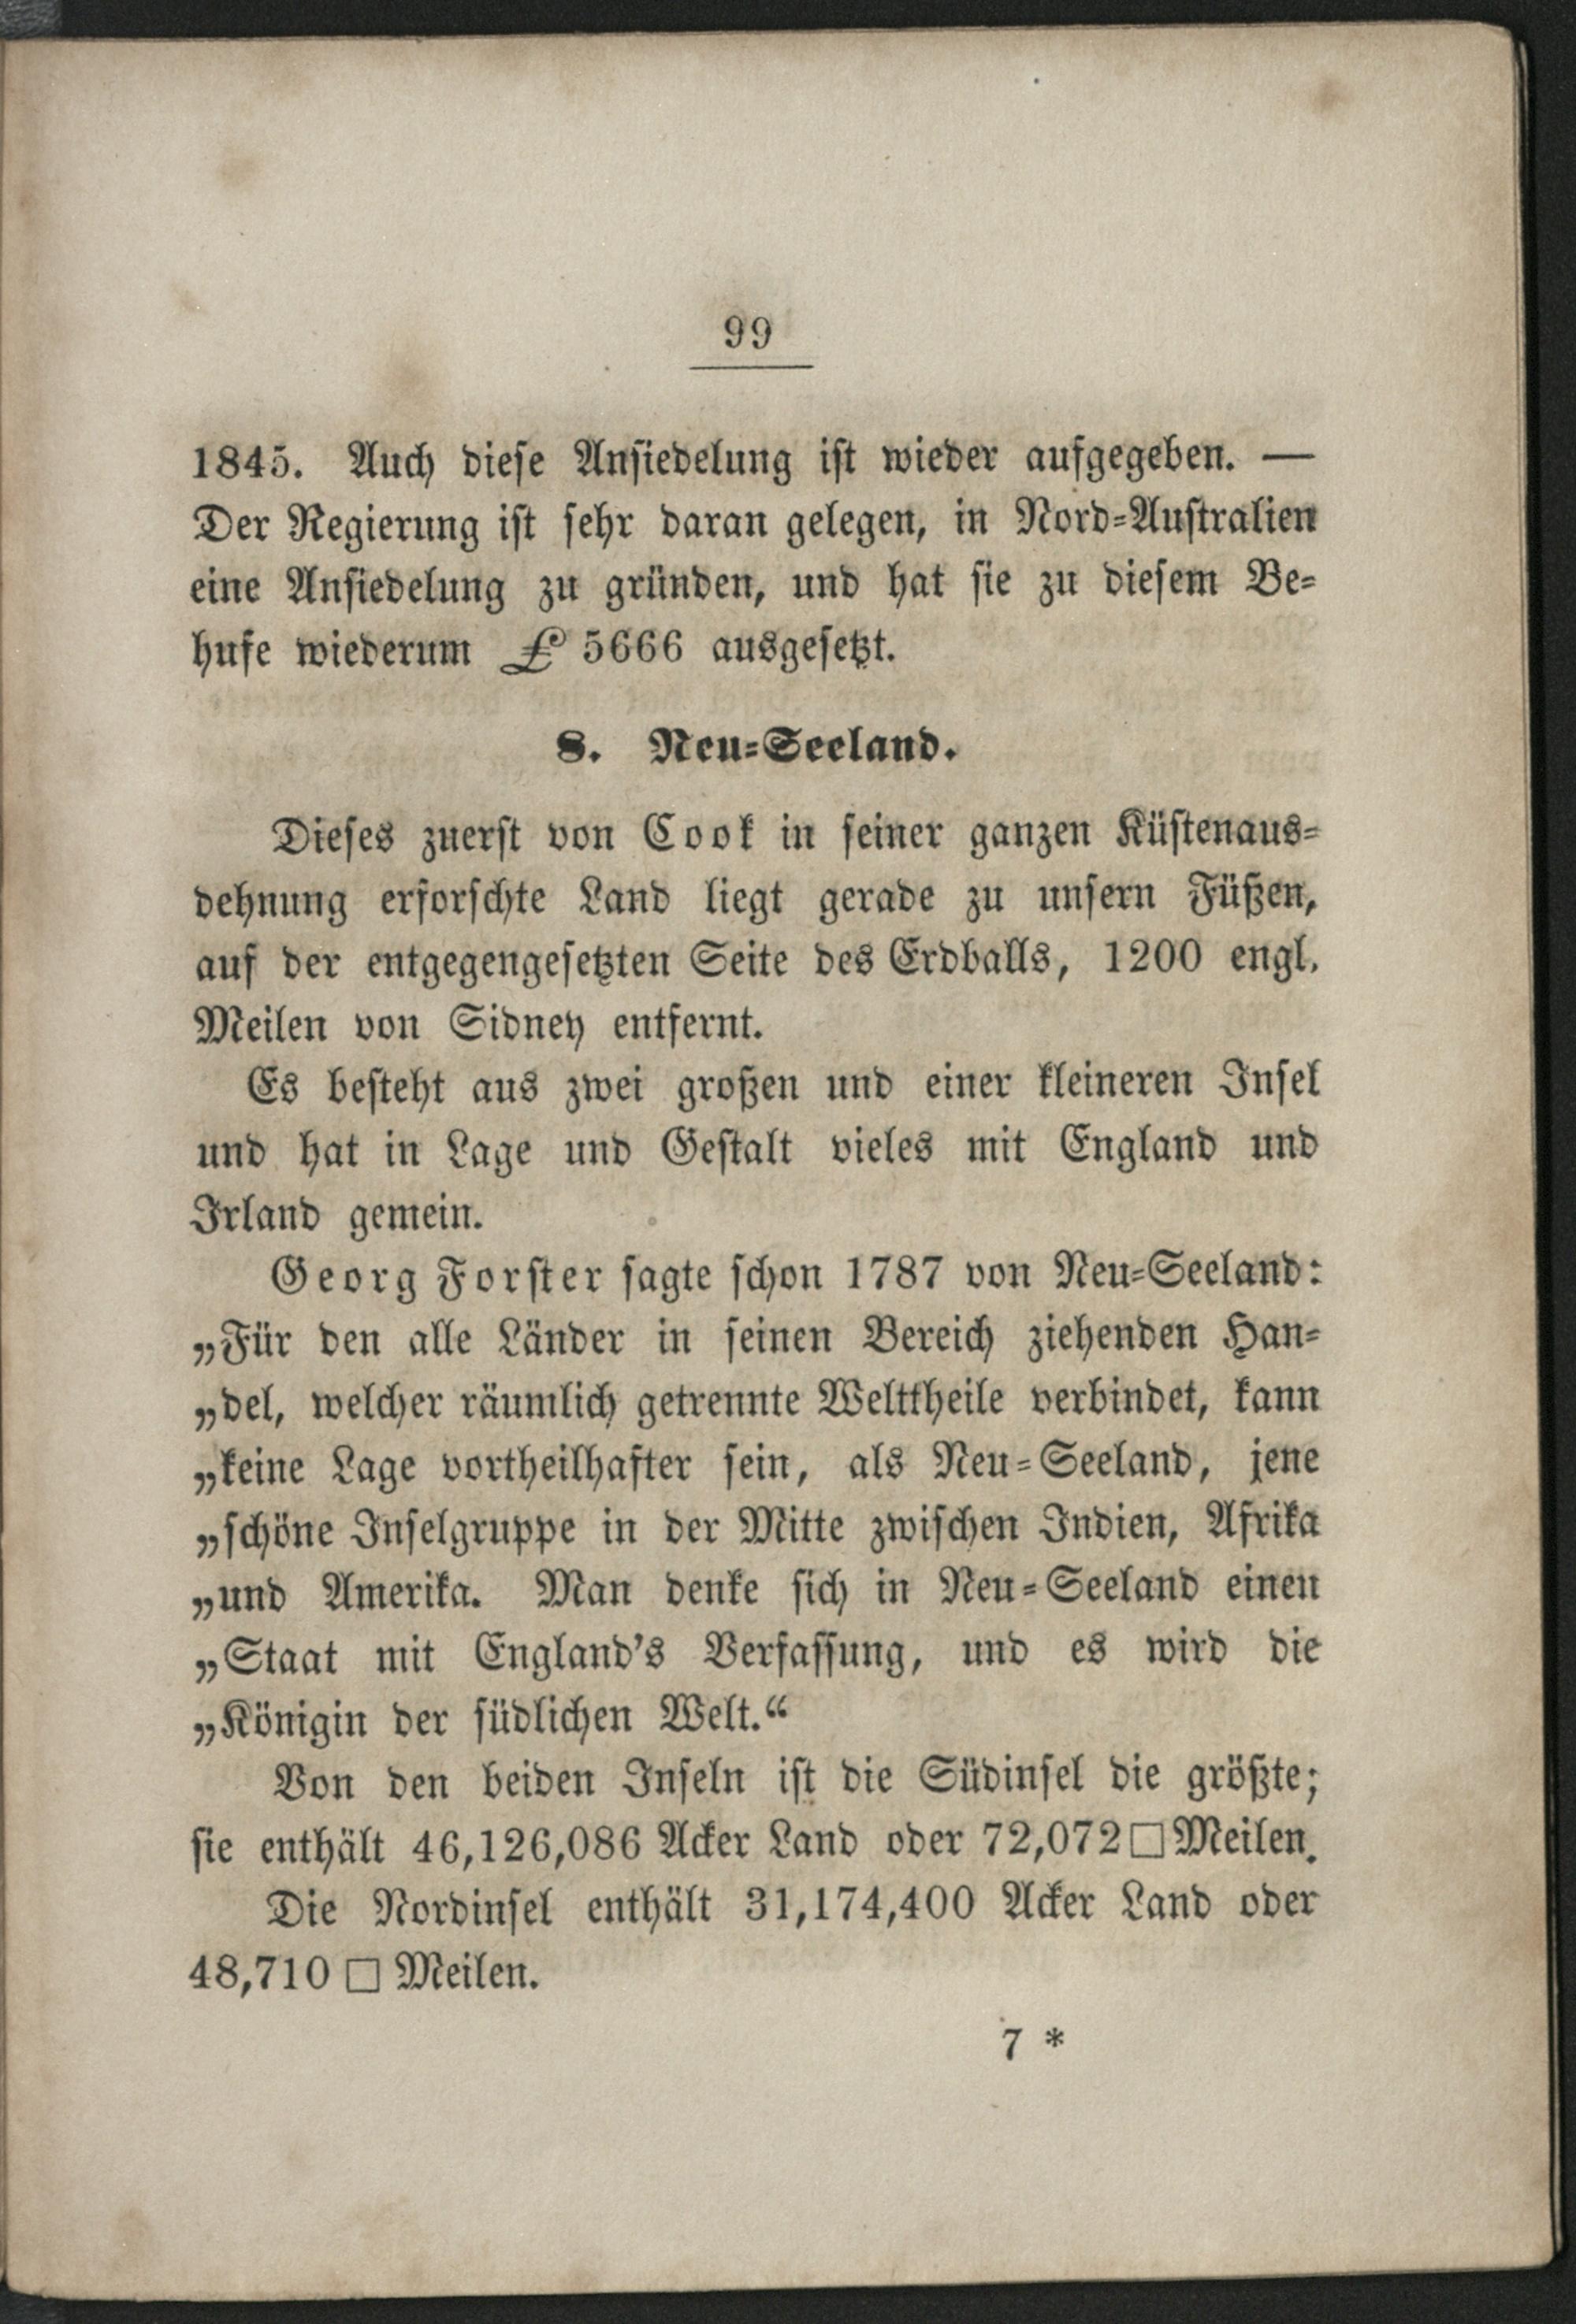 99
1845. Auch diese Ansiedelung ist wieder aufgegeben. —
Der Regierung ist sehr daran gelegen, in Nord=Australien
eine Ansiedelung zu gründen, und hat sie zu diesem Be=
hufe wiederum £ 5666 ausgesetzt.
8. Neu=Seeland.
Dieses zuerst von Cook in seiner ganzen Küstenaus=
dehnung erforschte Land liegt gerade zu unsern Füßen,
auf der entgegengesetzten Seite des Erdballs, 1200 engl.
Meilen von Sidney entfernt.
Es besteht aus zwei großen und einer kleineren Insel
und hat in Lage und Gestalt vieles mit England und
Irland gemein.
Georg Forster sagte schon 1787 von Neu=Seeland:
„Für den alle Länder in seinen Bereich ziehenden Han=
„del, welcher räumlich getrennte Welttheile verbindet, kann
„keine Lage vortheilhafter sein, als Neu=Seeland, jene
„schöne Inselgruppe in der Mitte zwischen Indien, Afrika
„und Amerika. Man denke sich in Neu=Seeland einen
„Staat mit England's Verfassung, und es wird die
„Königin der südlichen Welt.“
Von den beiden Inseln ist die Südinsel die größte;
sie enthält 46,126,086 Acker Land oder 72,072 □ Meilen.
Die Nordinsel enthält 31,174,400 Acker Land oder
48,710 □ Meilen.
7 *